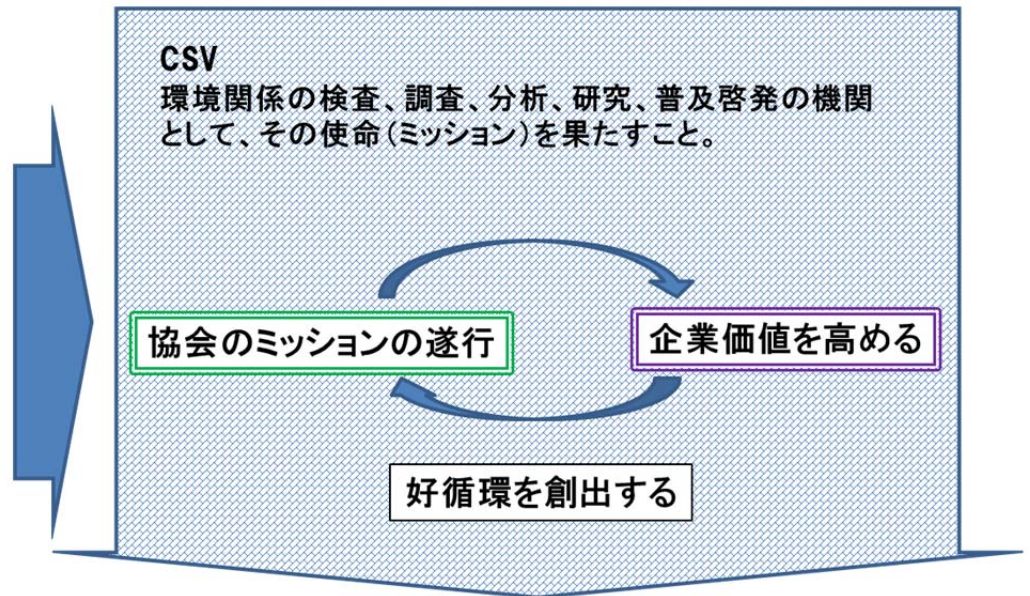 CSV
環境関係の検査、調査、分析、研究、普及啓発の機関
として、その使命(ミッション)を果たすこと。
協会のミッションの遂行
企業価値を高める
好循環を創出する